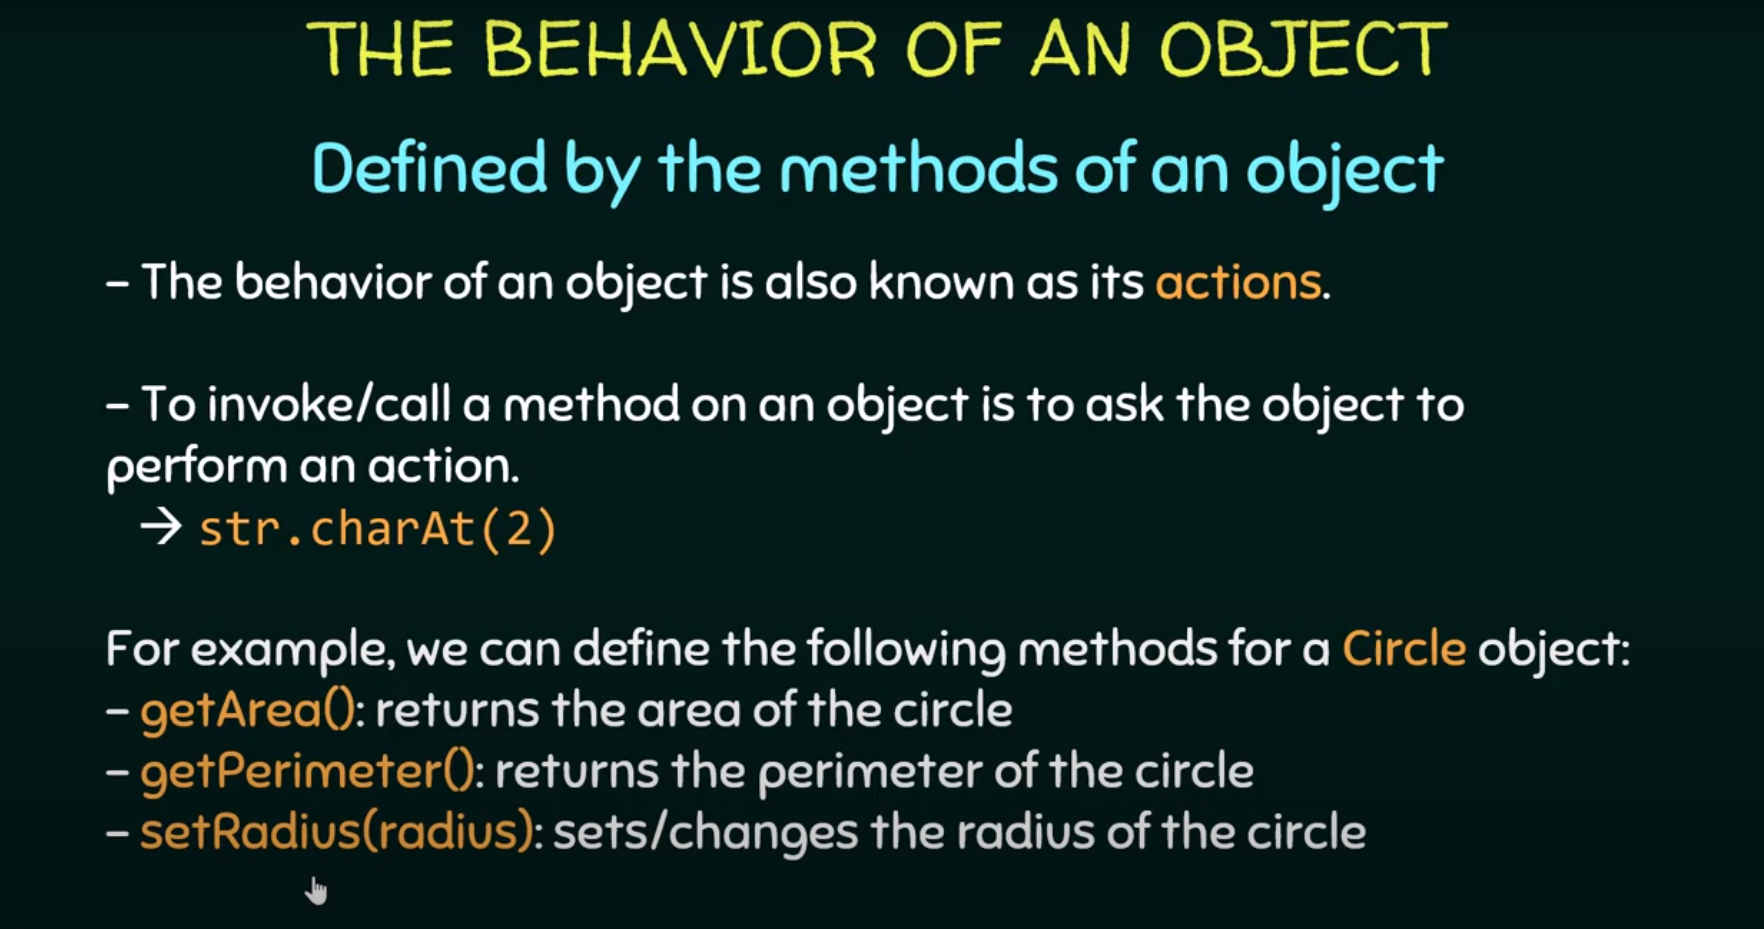 THE BEHAVIOR OF AN OBJECT
Defined by the methods of an object
– The behavior of an object is also known as its actions.
– To invoke/call a method on an object is to ask the object to
perform an action.
→ str.charAt(2)
For example, we can define the following methods for a Circle object:
– getArea(): returns the area of the circle
– getPerimeter(): returns the perimeter of the circle
– setRadius(radius): sets/changes the radius of the circle